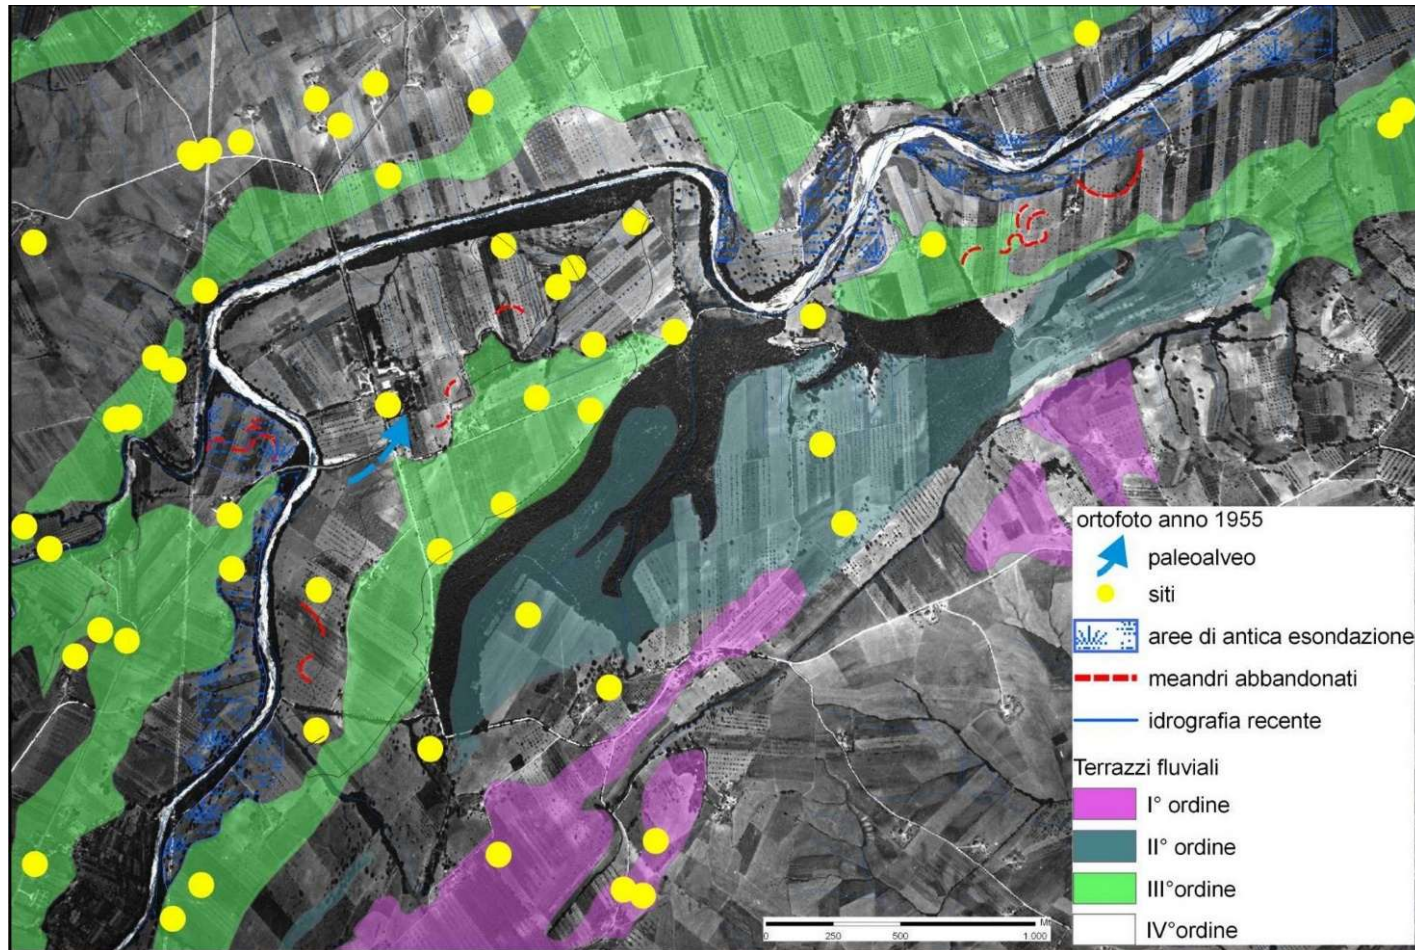 ortofoto anno 1955
paleoalveo
siti
aree di antica esondazione
meandri abbandonati
idrografia recente
Terrazzi fluviali
I° ordine
II° ordine
III°ordine
IV°ordine
0 250 500 1.000